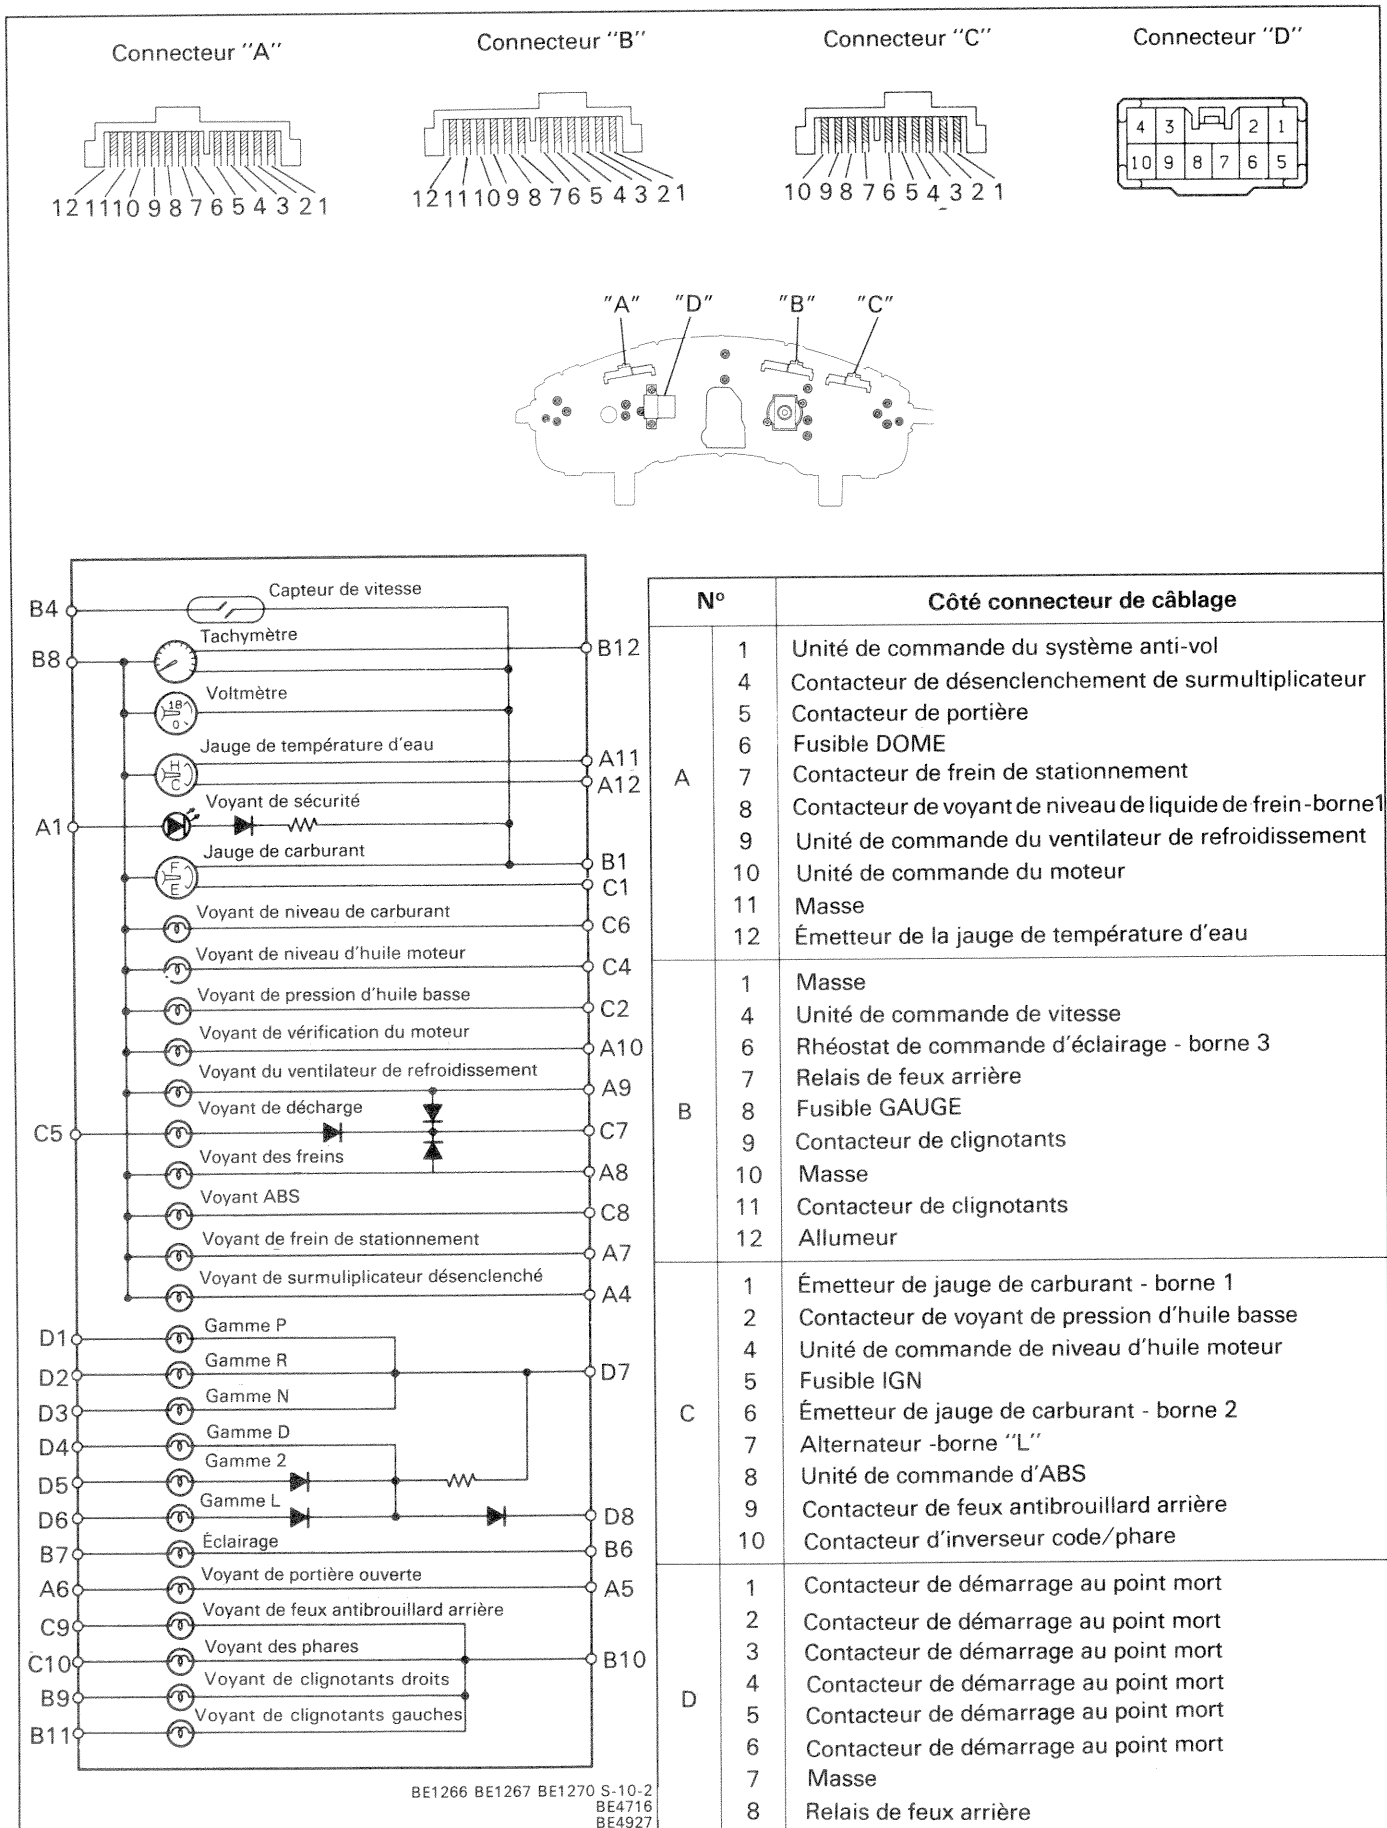 Connecteur "A"
Connecteur "B"
Connecteur "C"
Connecteur "D"
12 11 10 9 8 7 6 5 4 3 2 1
12 11 10 9 8 7 6 5 4 3 2 1
10 9 8 7 6 5 4 3 2 1
4 3 2 1
10 9 8 7 6 5
"A" "D" "B" "C"
B4 Capteur de vitesse
B8 Tachymètre B12
Voltmètre
18
0
Jauge de température d'eau A11
H
C
A12
A1 Voyant de sécurité
Jauge de carburant B1
F
E
C1
Voyant de niveau de carburant C6
Voyant de niveau d'huile moteur C4
Voyant de pression d'huile basse C2
Voyant de vérification du moteur A10
Voyant du ventilateur de refroidissement A9
C5 Voyant de décharge C7
Voyant des freins A8
Voyant ABS C8
Voyant de frein de stationnement A7
Voyant de surmuliplicateur désenclenché A4
D1 Gamme P
D2 Gamme R D7
D3 Gamme N
D4 Gamme D
D5 Gamme 2
D6 Gamme L D8
B7 Éclairage B6
A6 Voyant de portière ouverte A5
C9 Voyant de feux antibrouillard arrière
C10 Voyant des phares B10
B9 Voyant de clignotants droits
B11 Voyant de clignotants gauches
BE1266 BE1267 BE1270 S-10-2
BE4716
BE4927
Nº Côté connecteur de câblage
A
1 Unité de commande du système anti-vol
4 Contacteur de désenclenchement de surmultiplicateur
5 Contacteur de portière
6 Fusible DOME
7 Contacteur de frein de stationnement
8 Contacteur de voyant de niveau de liquide de frein-borne1
9 Unité de commande du ventilateur de refroidissement
10 Unité de commande du moteur
11 Masse
12 Émetteur de la jauge de température d'eau
B
1 Masse
4 Unité de commande de vitesse
6 Rhéostat de commande d'éclairage - borne 3
7 Relais de feux arrière
8 Fusible GAUGE
9 Contacteur de clignotants
10 Masse
11 Contacteur de clignotants
12 Allumeur
C
1 Émetteur de jauge de carburant - borne 1
2 Contacteur de voyant de pression d'huile basse
4 Unité de commande de niveau d'huile moteur
5 Fusible IGN
6 Émetteur de jauge de carburant - borne 2
7 Alternateur -borne "L"
8 Unité de commande d'ABS
9 Contacteur de feux antibrouillard arrière
10 Contacteur d'inverseur code/phare
D
1 Contacteur de démarrage au point mort
2 Contacteur de démarrage au point mort
3 Contacteur de démarrage au point mort
4 Contacteur de démarrage au point mort
5 Contacteur de démarrage au point mort
6 Contacteur de démarrage au point mort
7 Masse
8 Relais de feux arrière